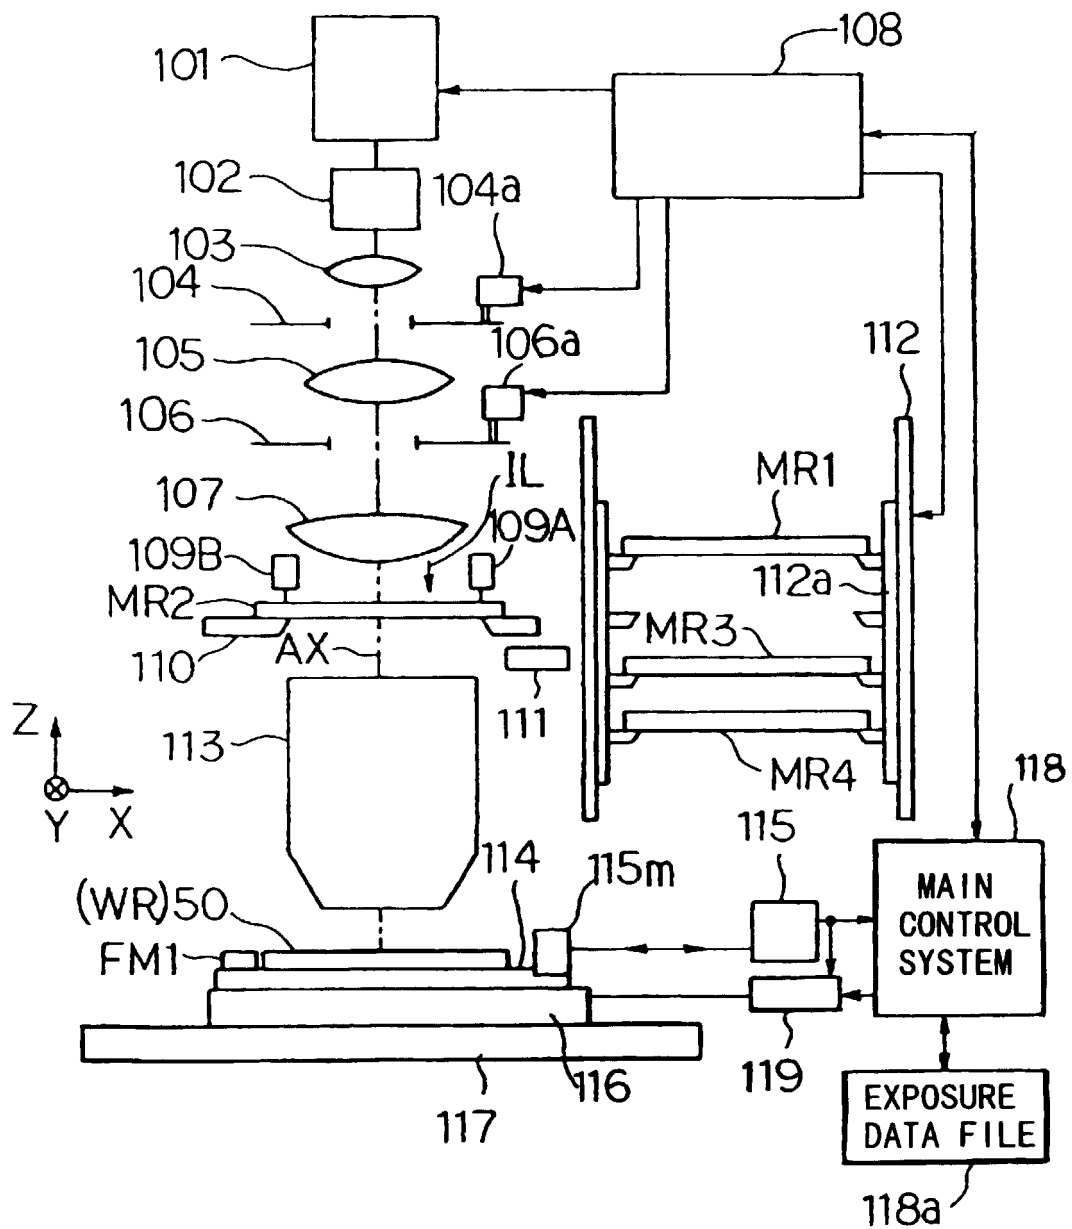 101
108
102
104a
103
104
106a
112
105
106
IL
MR1
107
109A
109B
112a
MR2
MR3
AX
110
111
Z
113
MR4
118
Y
X
115
114
115m
(WR)50
MAIN
CONTROL
SYSTEM
FM1
119
116
117
EXPOSURE
DATA FILE
118a